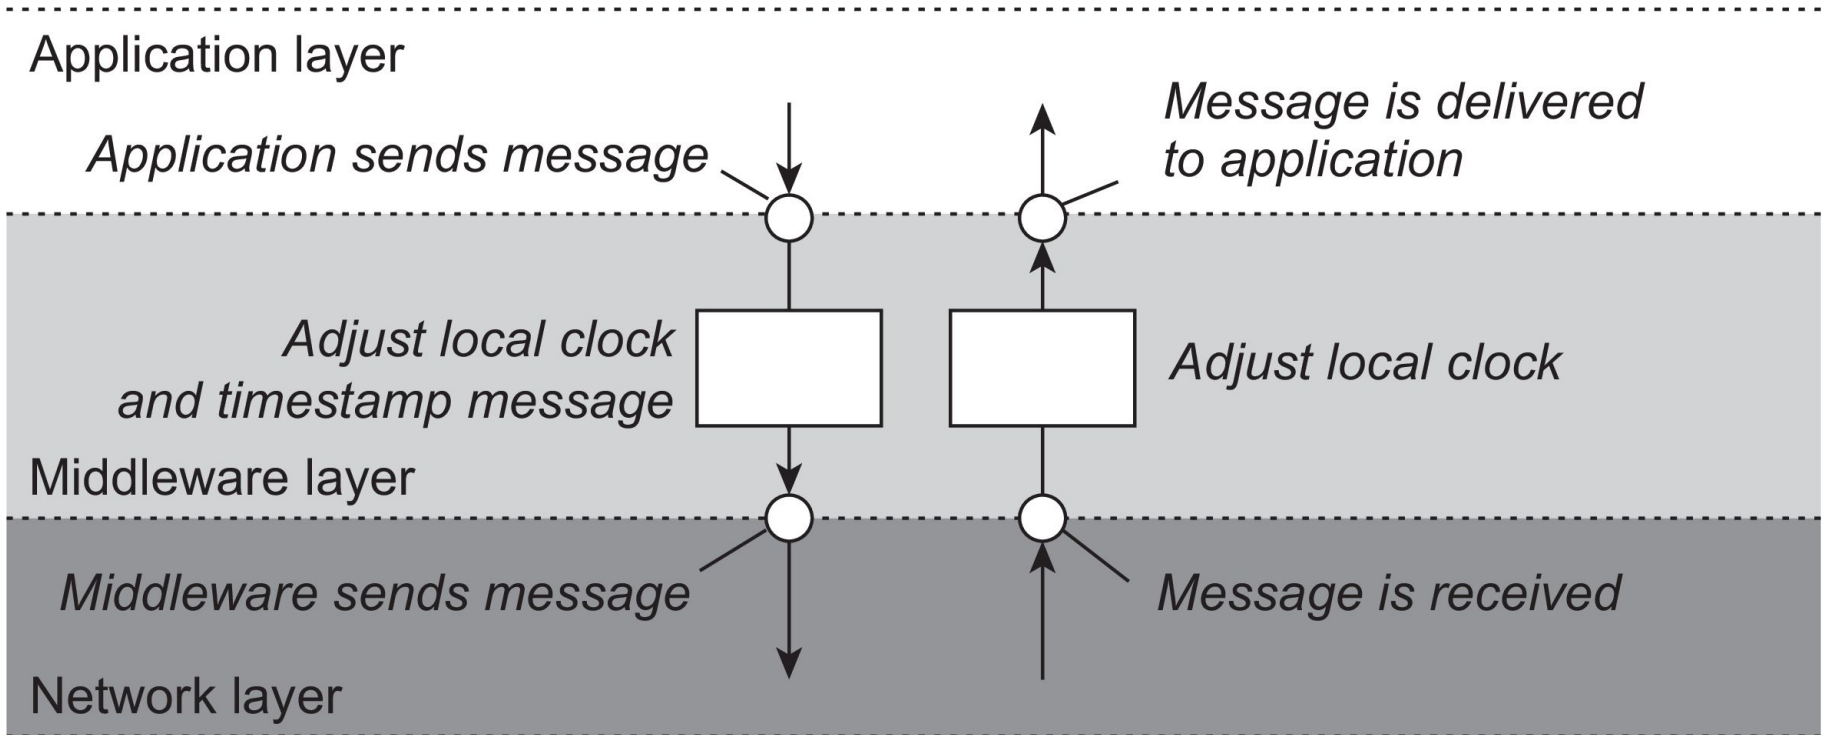 Application layer
Application sends message
Message is delivered
to application
Adjust local clock
and timestamp message
Adjust local clock
Middleware layer
Middleware sends message
Message is received
Network layer